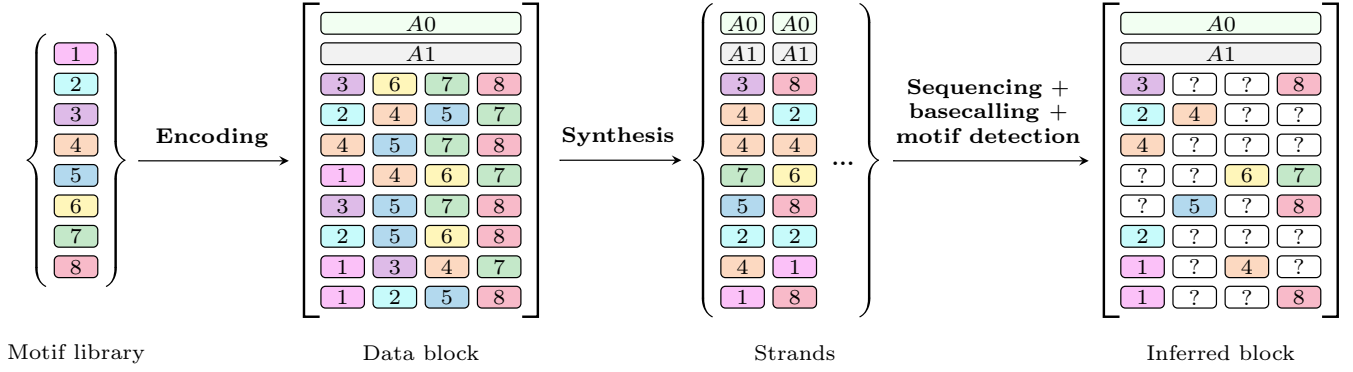 1
2
3
4
5
6
7
8
Motif library
Encoding
A0
A1
3 6 7 8
2 4 5 7
4 5 7 8
1 4 6 7
3 5 7 8
2 5 6 8
1 3 4 7
1 2 5 8
Data block
Synthesis
A0 A0
A1 A1
3 8
4 2
4 4
7 6
5 8
2 2
4 1
1 8
...
Strands
Sequencing +
basecalling +
motif detection
A0
A1
3 ? ? 8
2 4 ? ?
4 ? ? ?
? ? 6 7
? 5 ? 8
2 ? ? ?
1 ? 4 ?
1 ? ? 8
Inferred block